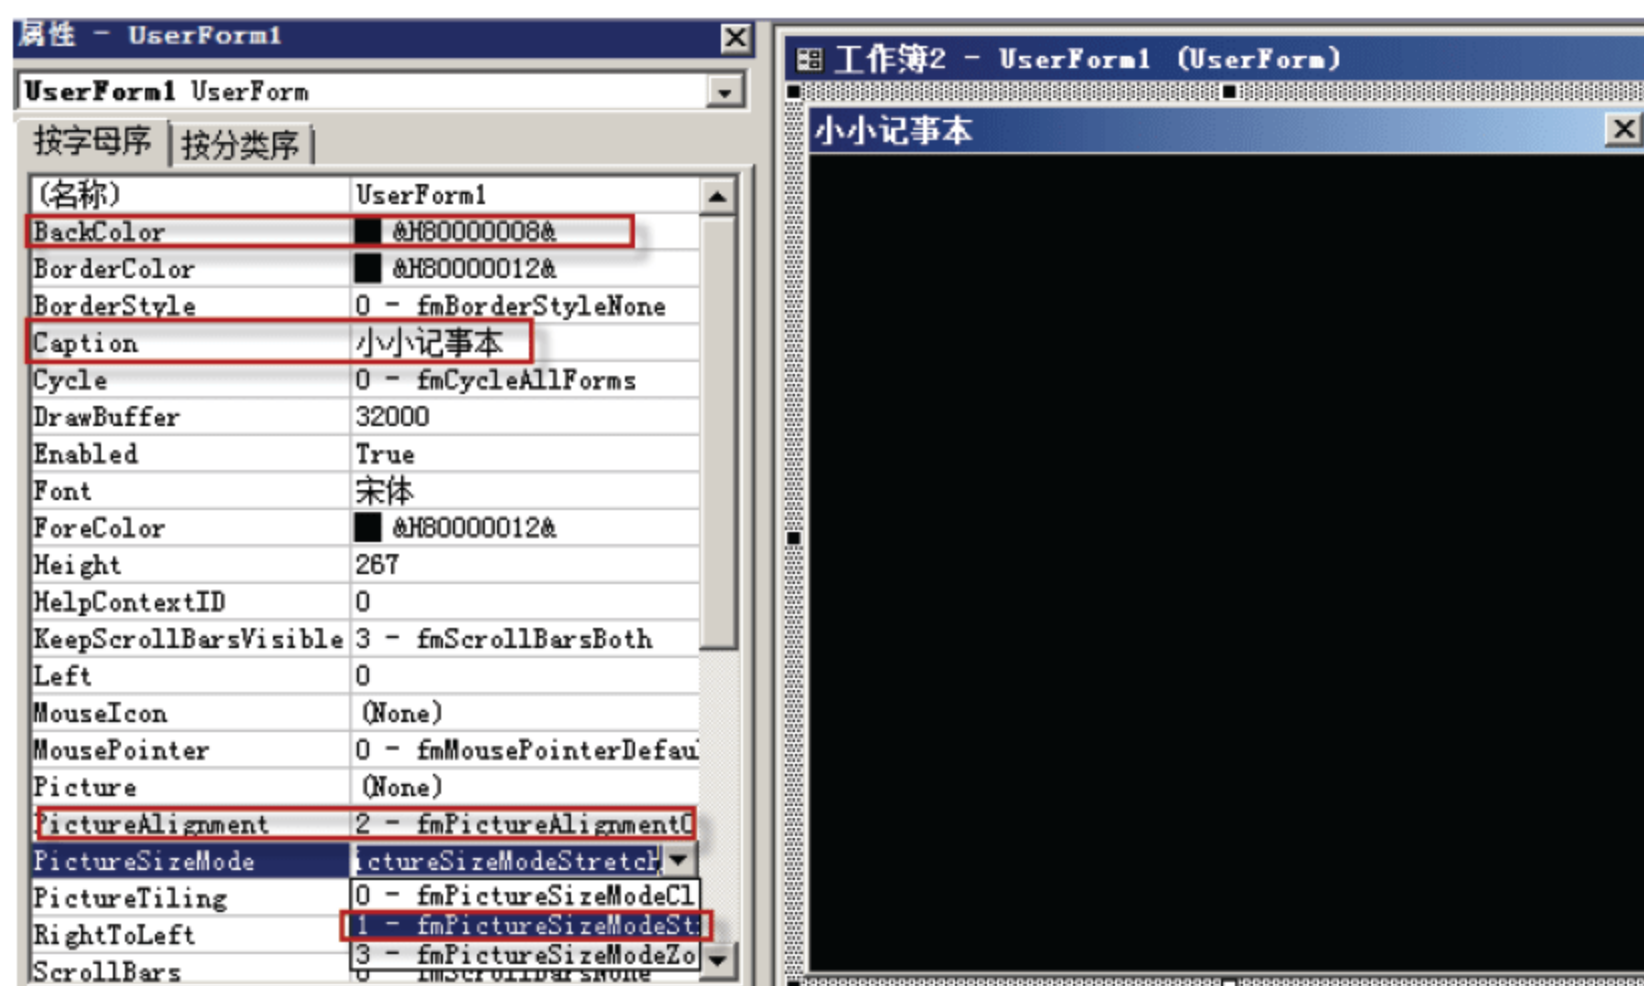 属性 - UserForm1
UserForm1 UserForm
按字母序 按分类序
(名称) UserForm1
BackColor &H80000008&
BorderColor &H80000012&
BorderStyle 0 - fmBorderStyleNone
Caption 小小记事本
Cycle 0 - fmCycleAllForms
DrawBuffer 32000
Enabled True
Font 宋体
ForeColor &H80000012&
Height 267
HelpContextID 0
KeepScrollBarsVisible 3 - fmScrollBarsBoth
Left 0
MouseIcon (None)
MousePointer 0 - fmMousePointerDefau
Picture (None)
PictureAlignment 2 - fmPictureAlignmentC
PictureSizeMode ictureSizeModeStretch
PictureTiling 0 - fmPictureSizeModeCl
RightToLeft 1 - fmPictureSizeModeSt
3 - fmPictureSizeModeZo
ScrollBars 0 - fmScrollBarsNone
工作簿2 - UserForm1 (UserForm)
小小记事本